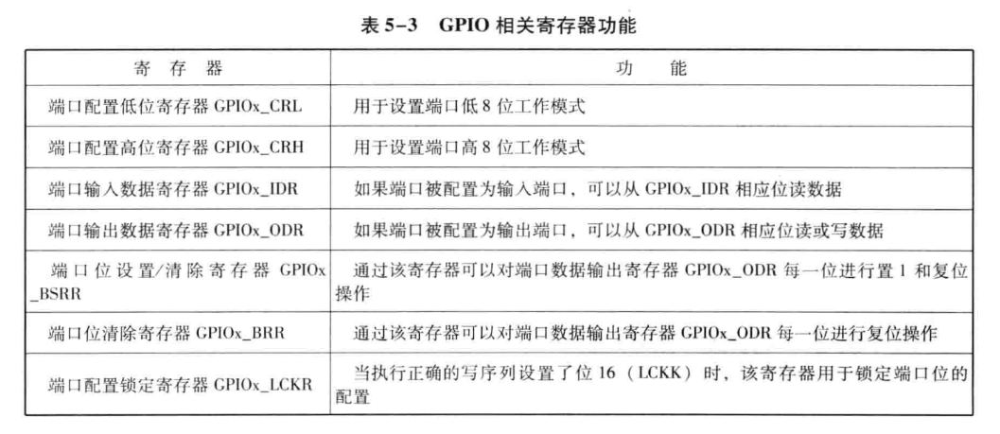 表 5-3 GPIO 相关寄存器功能
寄 存 器 功 能
端口配置低位寄存器 GPIOx_CRL 用于设置端口低 8 位工作模式
端口配置高位寄存器 GPIOx_CRH 用于设置端口高 8 位工作模式
端口输入数据寄存器 GPIOx_IDR 如果端口被配置为输入端口，可以从 GPIOx_IDR 相应位读数据
端口输出数据寄存器 GPIOx_ODR 如果端口被配置为输出端口，可以从 GPIOx_ODR 相应位读或写数据
端口位设置/清除寄存器 GPIOx
_BSRR
通过该寄存器可以对端口数据输出寄存器 GPIOx_ODR 每一位进行置 1 和复位
操作
端口位清除寄存器 GPIOx_BRR 通过该寄存器可以对端口数据输出寄存器 GPIOx_ODR 每一位进行复位操作
端口配置锁定寄存器 GPIOx_LCKR
当执行正确的写序列设置了位 16（LCKK）时，该寄存器用于锁定端口位的
配置